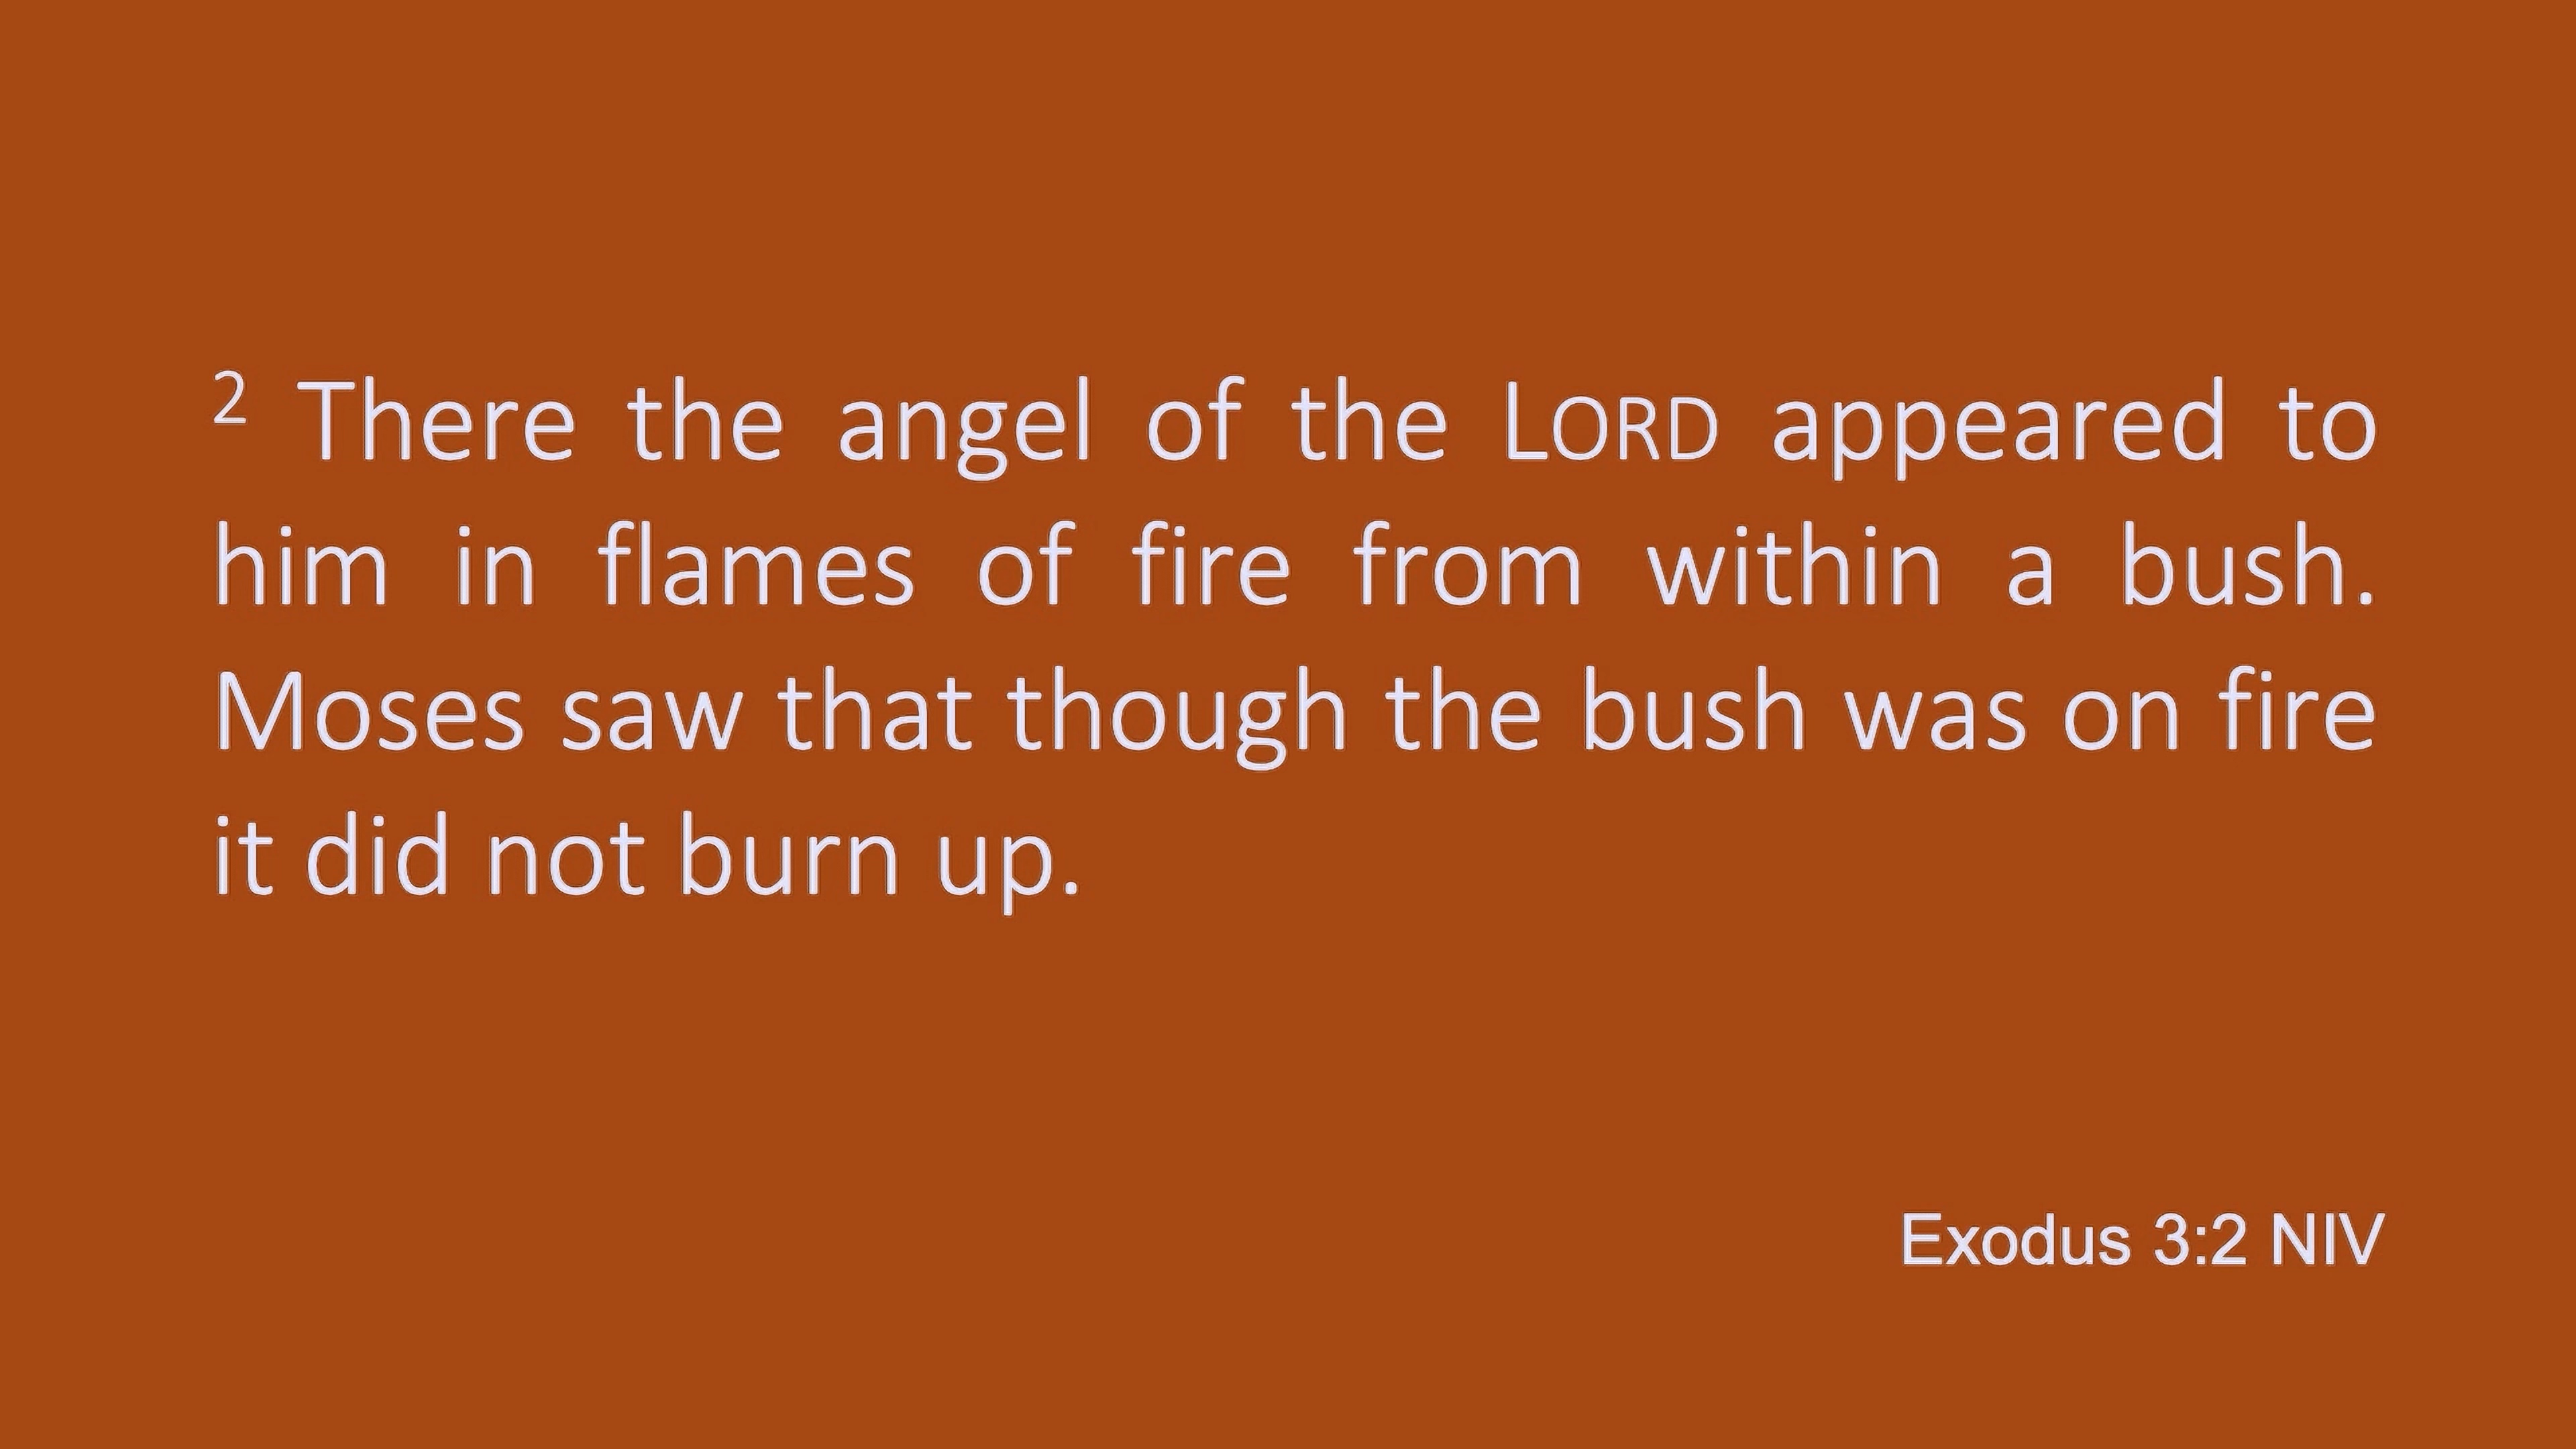 ² There the angel of the LORD appeared to
him in flames of fire from within a bush.
Moses saw that though the bush was on fire
it did not burn up.
Exodus 3:2 NIV